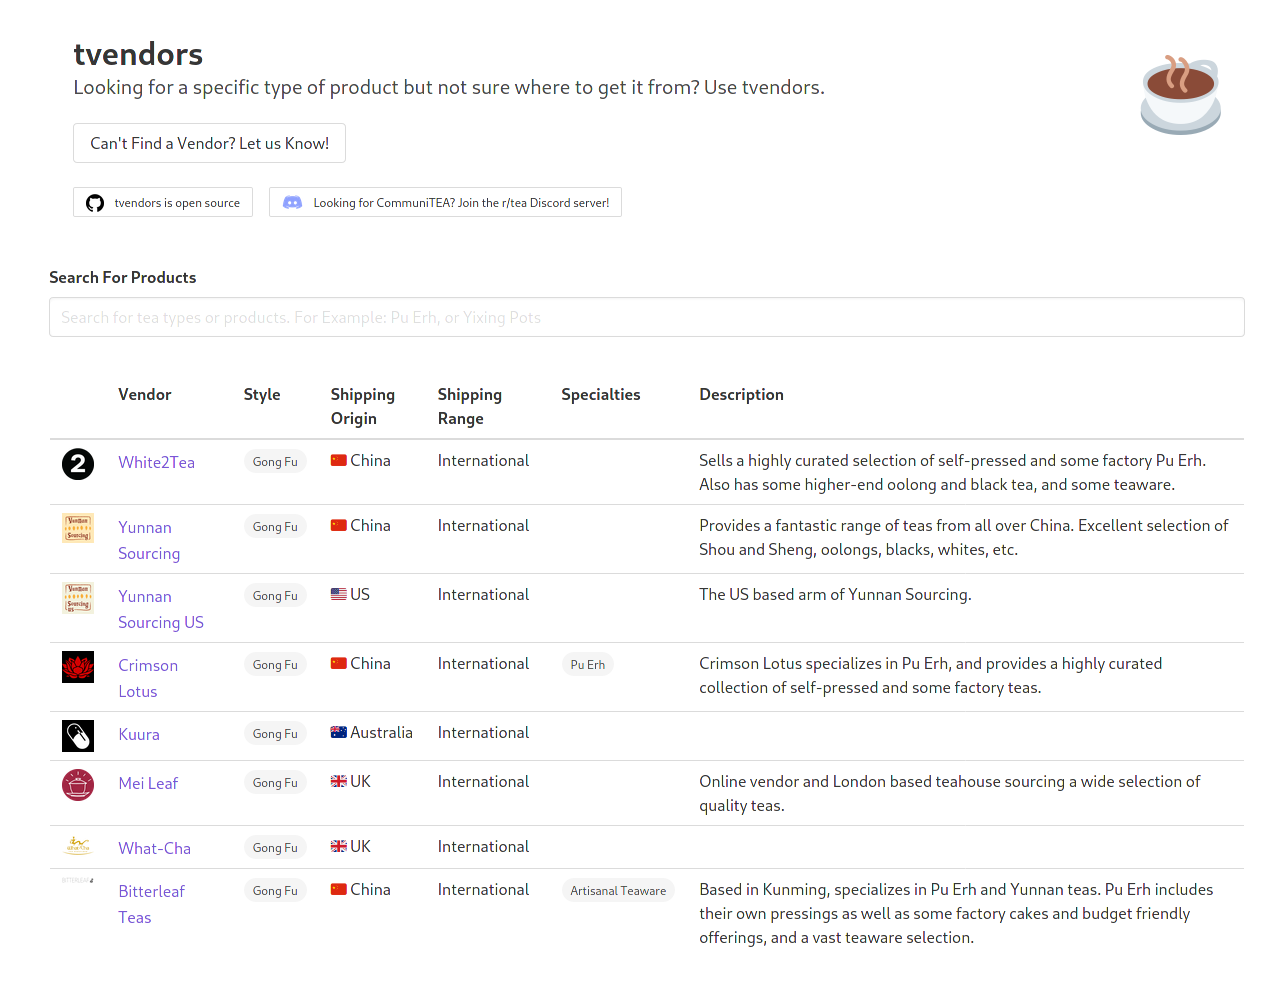 tvendors
Looking for a specific type of product but not sure where to get it from? Use tvendors.
Can't Find a Vendor? Let us Know!
tvendors is open source
Looking for CommuniTEA? Join the r/tea Discord server!
Search For Products
Search for tea types or products. For Example: Pu Erh, or Yixing Pots
Vendor Style Shipping Origin Shipping Range Specialties Description
2 White2Tea Gong Fu China International Sells a highly curated selection of self-pressed and some factory Pu Erh.
Also has some higher-end oolong and black tea, and some teaware.
Yunnan Sourcing
Yunnan Gong Fu China International Provides a fantastic range of teas from all over China. Excellent selection of
Sourcing Shou and Sheng, oolongs, blacks, whites, etc.
Yunnan Sourcing US
Yunnan Gong Fu US International The US based arm of Yunnan Sourcing.
Sourcing US
Crimson Gong Fu China International Pu Erh Crimson Lotus specializes in Pu Erh, and provides a highly curated
Lotus collection of self-pressed and some factory teas.
Kuura Gong Fu Australia International
Mei Leaf Gong Fu UK International Online vendor and London based teahouse sourcing a wide selection of
quality teas.
What-Cha Gong Fu UK International
Bitterleaf Gong Fu China International Artisanal Teaware Based in Kunming, specializes in Pu Erh and Yunnan teas. Pu Erh includes
Teas their own pressings as well as some factory cakes and budget friendly
offerings, and a vast teaware selection.